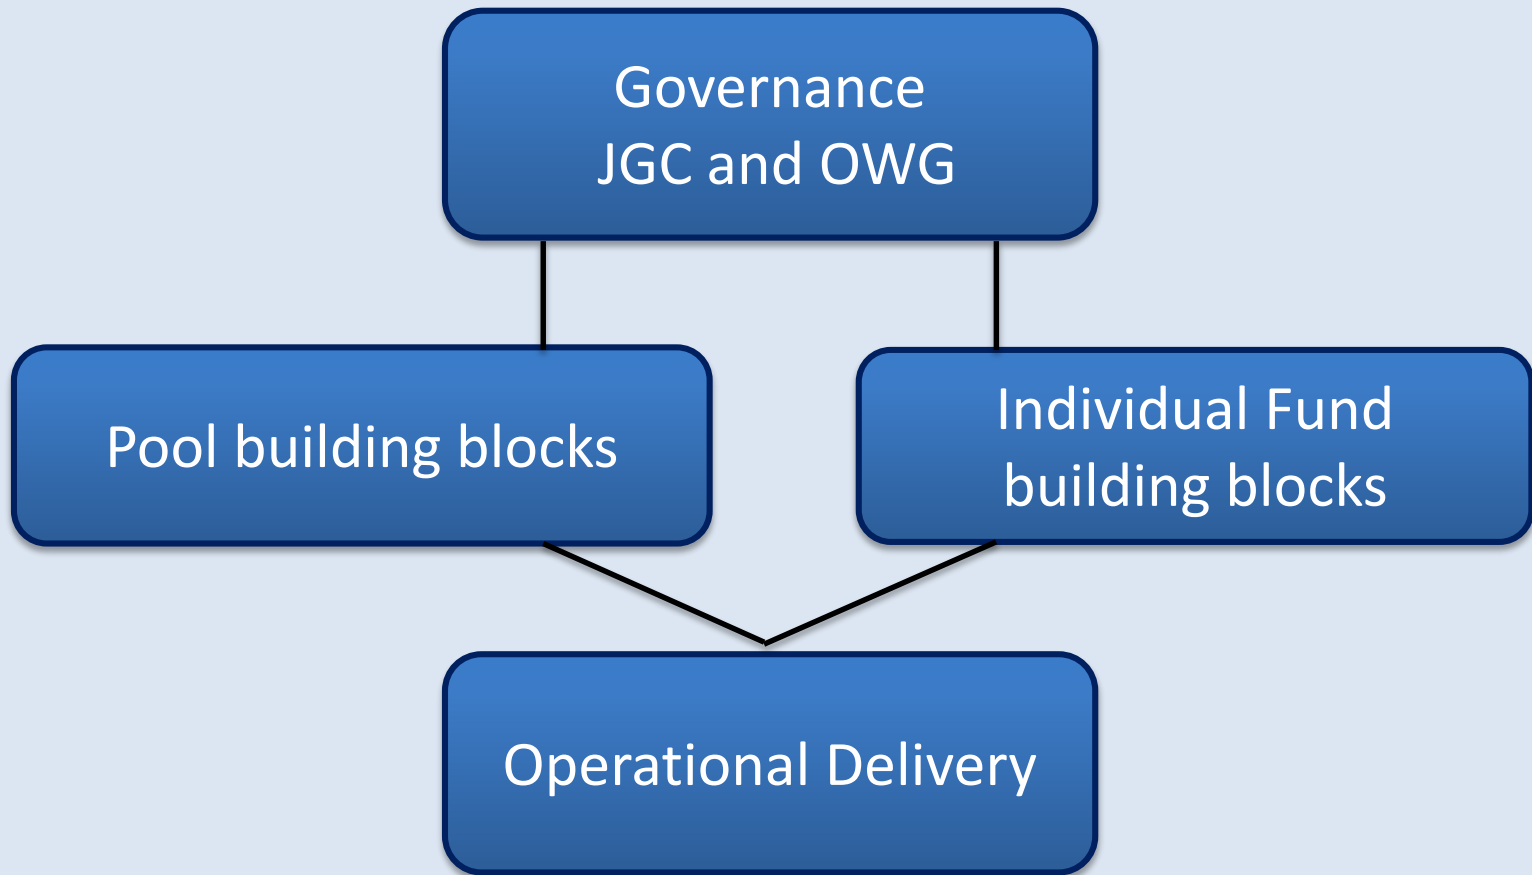 Governance
JGC and OWG
Pool building blocks
Individual Fund
building blocks
Operational Delivery